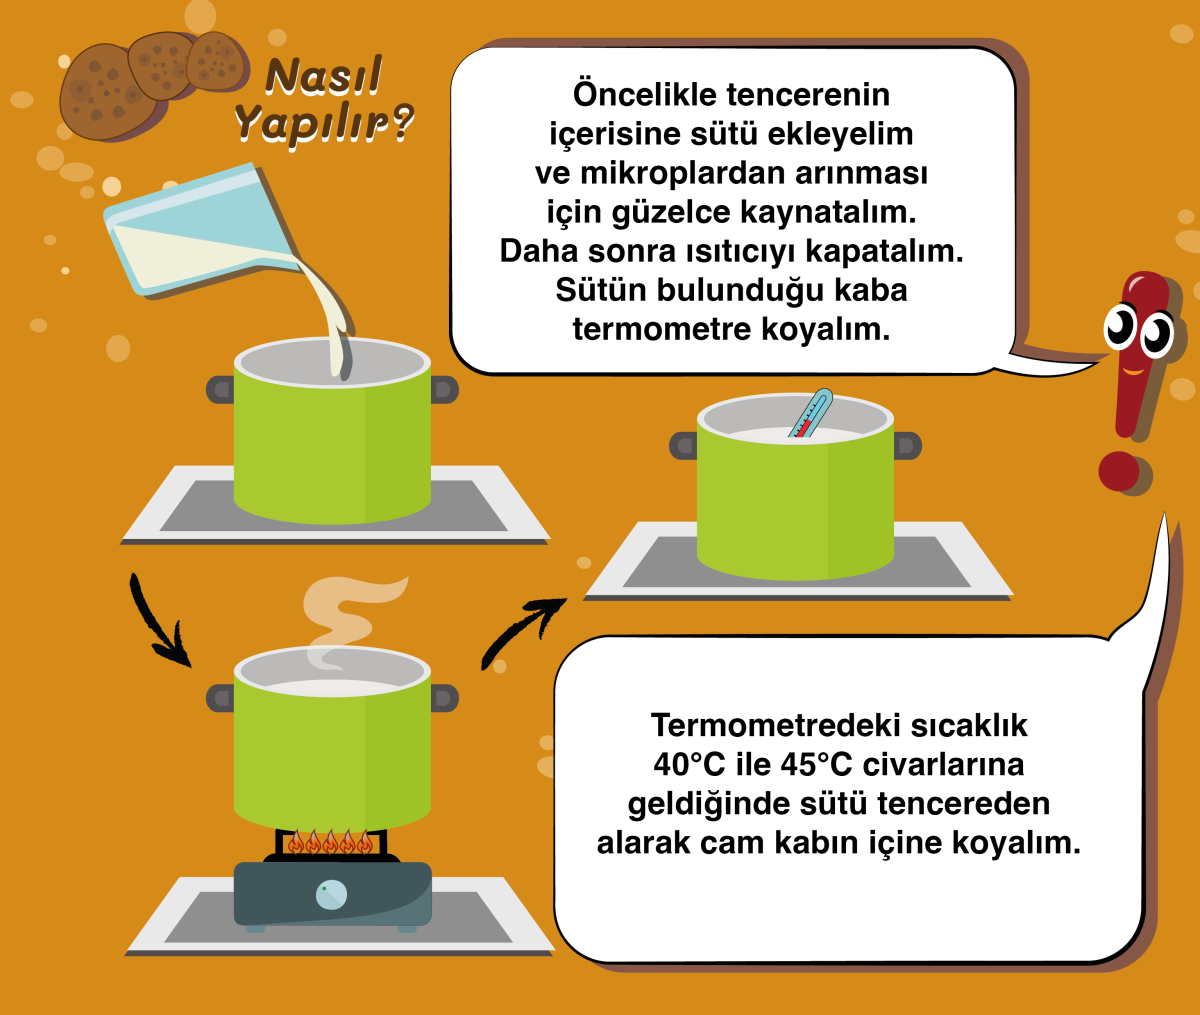 Nasıl
Yapılır?
Öncelikle tencerenin
içerisine sütü ekleyelim
ve mikroplardan arınması
için güzelce kaynatalım.
Daha sonra ısıtıcıyı kapatalım.
Sütün bulunduğu kaba
termometre koyalım.
Termometredeki sıcaklık
40°C ile 45°C civarlarına
geldiğinde sütü tencereden
alarak cam kabın içine koyalım.